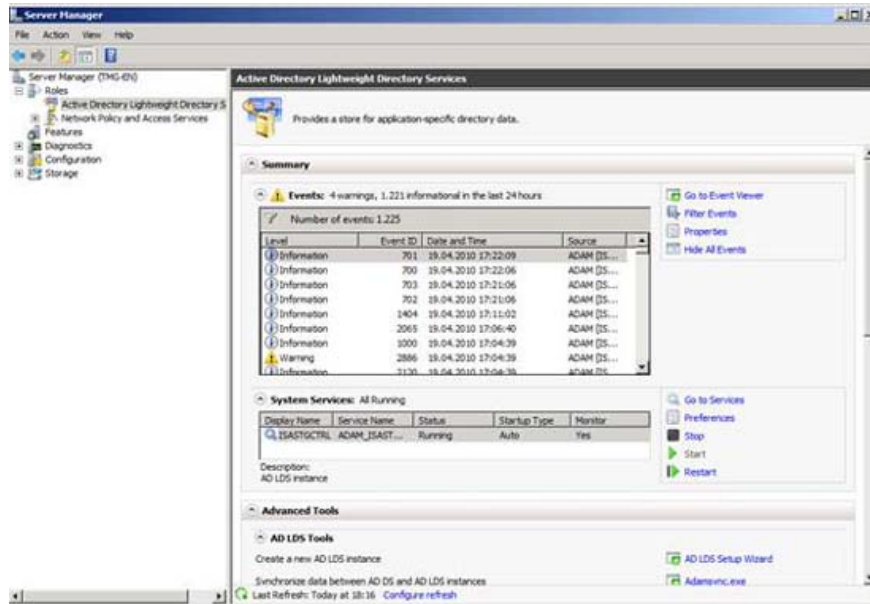 Server Manager
File Action View Help
Server Manager (TMG-EN)
Roles
Active Directory Lightweight Directory S
Network Policy and Access Services
Features
Diagnostics
Configuration
Storage
Active Directory Lightweight Directory Services
Provides a store for application-specific directory data.
Summary
Events: 4 warnings, 1.221 informational in the last 24 hours
Number of events: 1.225
Level Event ID Date and Time Source
Information 701 19.04.2010 17:22:09 ADAM [IS...
Information 700 19.04.2010 17:22:06 ADAM [IS...
Information 703 19.04.2010 17:21:06 ADAM [IS...
Information 702 19.04.2010 17:21:06 ADAM [IS...
Information 1404 19.04.2010 17:11:02 ADAM [IS...
Information 2065 19.04.2010 17:06:40 ADAM [IS...
Information 1000 19.04.2010 17:04:39 ADAM [IS...
Warning 2886 19.04.2010 17:04:39 ADAM [IS...
Information 2120 19.04.2010 17:04:39 ADAM [IS...
Go to Event Viewer
Filter Events
Properties
Hide All Events
System Services: All Running
Display Name Service Name Status Startup Type Monitor
ISASTGCTRL ADAM_ISAST... Running Auto Yes
Description:
AD LDS instance
Go to Services
Preferences
Stop
Start
Restart
Advanced Tools
AD LDS Tools
Create a new AD LDS instance
AD LDS Setup Wizard
Synchronize data between AD DS and AD LDS instances
Adamsync.exe
Last Refresh: Today at 18:16 Configure refresh